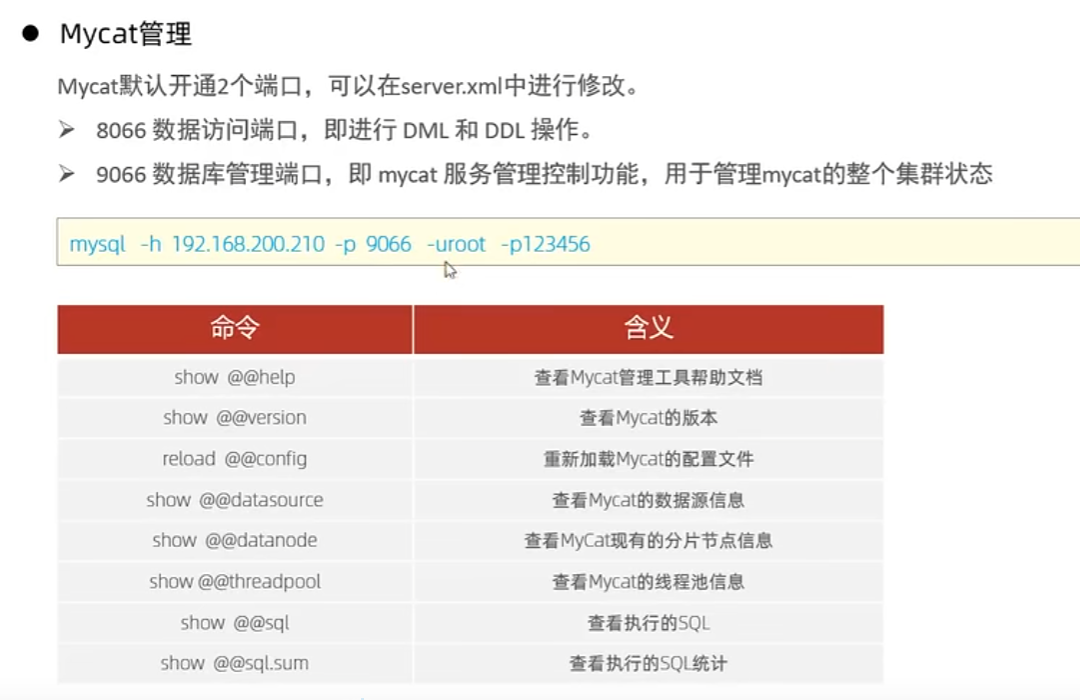 ● Mycat管理
Mycat默认开通2个端口，可以在server.xml中进行修改。
➢ 8066 数据访问端口，即进行 DML 和 DDL 操作。
➢ 9066 数据库管理端口，即 mycat 服务管理控制功能，用于管理mycat的整个集群状态
mysql -h 192.168.200.210 -p 9066 -uroot -p123456
命令 含义
show @@help 查看Mycat管理工具帮助文档
show @@version 查看Mycat的版本
reload @@config 重新加载Mycat的配置文件
show @@datasource 查看Mycat的数据源信息
show @@datanode 查看MyCat现有的分片节点信息
show @@threadpool 查看Mycat的线程池信息
show @@sql 查看执行的SQL
show @@sql.sum 查看执行的SQL统计